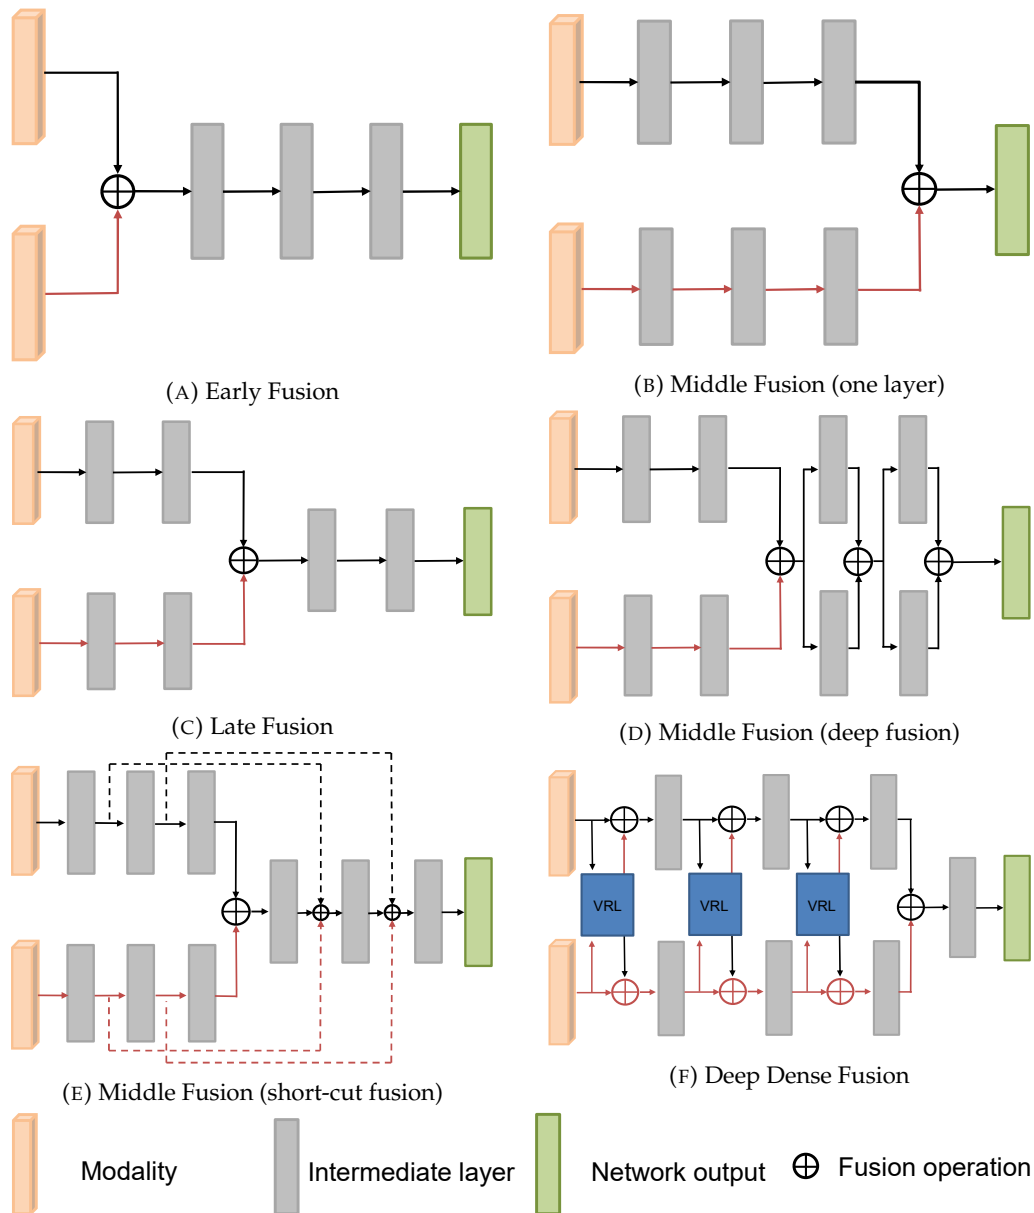 (A) Early Fusion
(B) Middle Fusion (one layer)
(C) Late Fusion
(D) Middle Fusion (deep fusion)
VRL VRL VRL
(E) Middle Fusion (short-cut fusion)
(F) Deep Dense Fusion
Modality Intermediate layer Network output Fusion operation